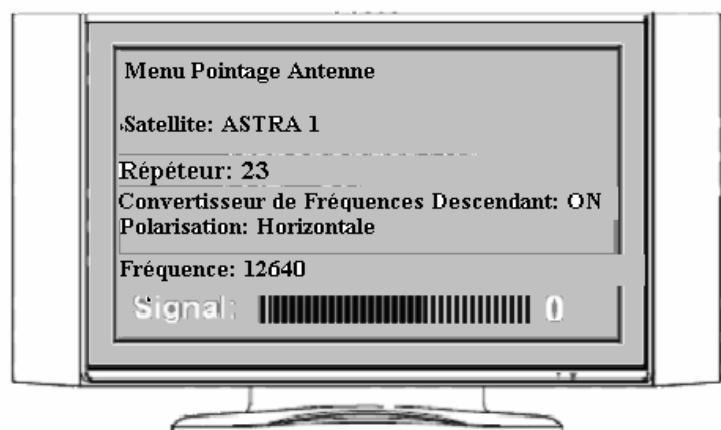 Menu Pointage Antenne
Satellite: ASTRA 1
Répéteur: 23
Convertisseur de Fréquences Descendant: ON
Polarisation: Horizontale
Fréquence: 12640
Signal: 0